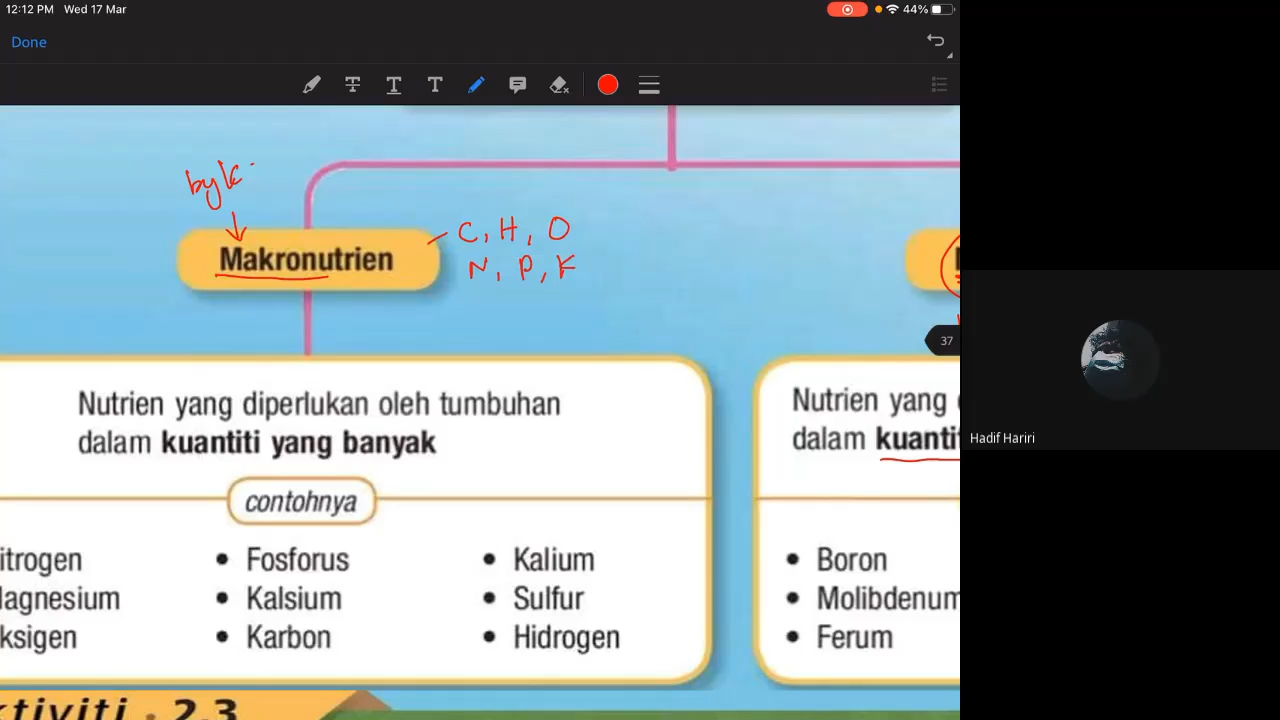 12:12 PM Wed 17 Mar
44%
Done
T T T
byk
C, H, O
Makronutrien
N, P, K
37
Nutrien yang diperlukan oleh tumbuhan
dalam kuantiti yang banyak
Nutrien yang
dalam kuanti
Hadif Hariri
contohnya
itrogen
• Fosforus
• Kalium
• Boron
agnesium
• Kalsium
• Sulfur
• Molibdenum
ksigen
• Karbon
• Hidrogen
• Ferum
ktiviti 2.3